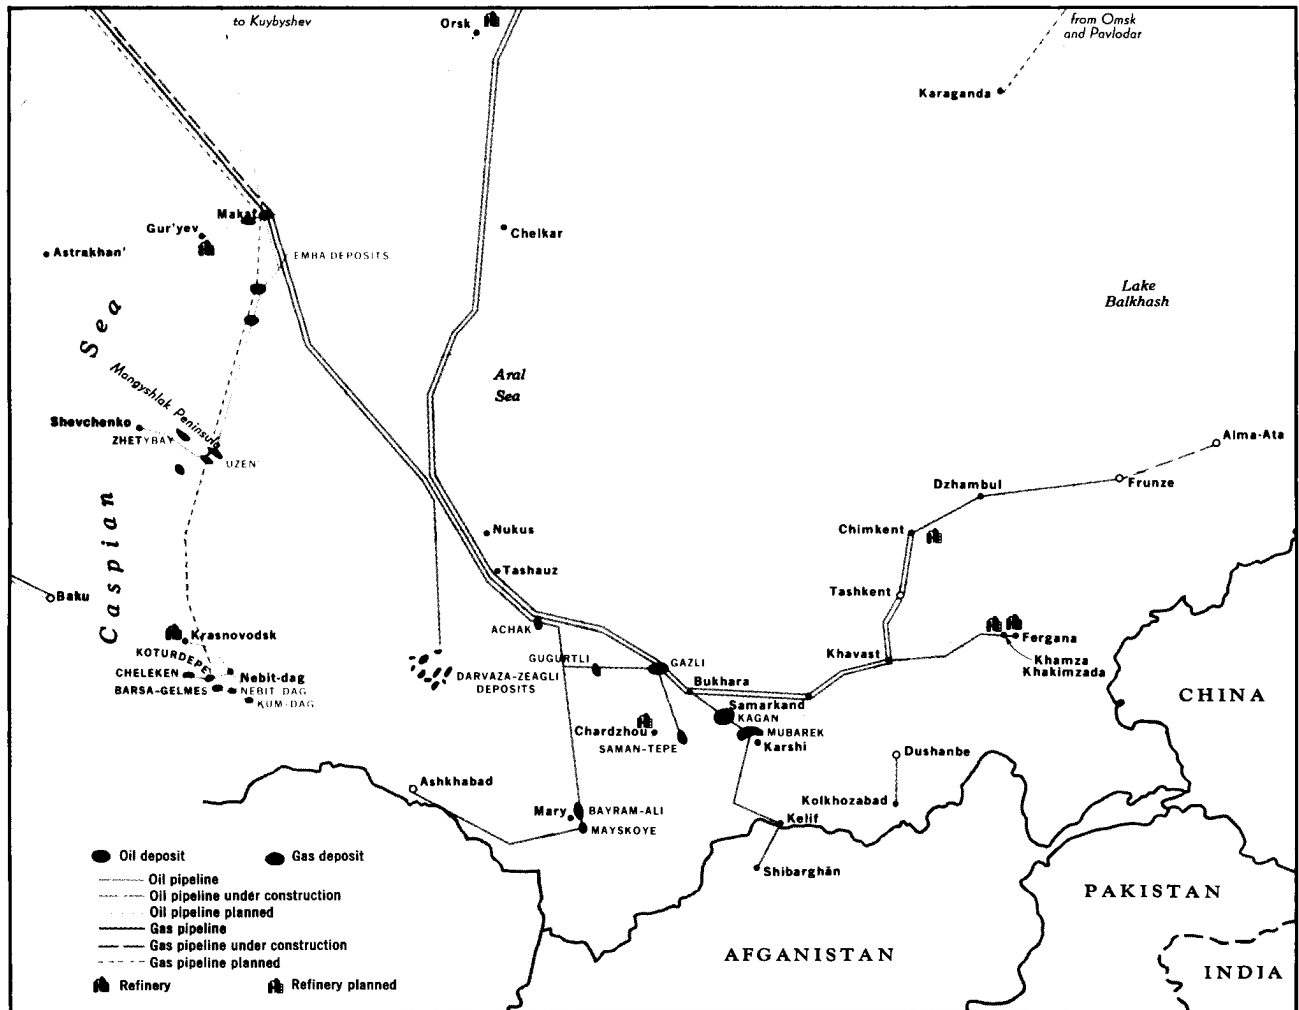 to Kuybyshev
Orsk
from Omsk
and Pavlodar
Karaganda
Makat
Gur'yev
Chelkar
Astrakhan'
EMBA DEPOSITS
Lake
Balkhash
Caspian Sea
Aral
Sea
Mangyshlak Peninsula
Shevchenko
ZHETYBAY
UZEN'
Alma-Ata
Dzhambul
Frunze
Nukus
Chimkent
Tashauz
Tashkent
Baku
ACHAK
Krasnovodsk
Fergana
KOTURDEPE
GUGURTLI
GAZLI
Khavast
Khamza
Khakimzada
CHELEKEN
Nebit-dag
DARVAZA-ZEAGLI
DEPOSITS
Bukhara
BARSA-GELMES
NEBIT DAG
KUM-DAG
Samarkand
KAGAN
CHINA
Chardzhou
MUBAREK
SAMAN-TEPE
Karshi
Dushanbe
Ashkhabad
Kolkhozabad
Mary
BAYRAM-ALI
MAYSKOYE
Kelif
Shibarghān
PAKISTAN
AFGANISTAN
INDIA
Oil deposit
Gas deposit
Oil pipeline
Oil pipeline under construction
Oil pipeline planned
Gas pipeline
Gas pipeline under construction
Gas pipeline planned
Refinery
Refinery planned